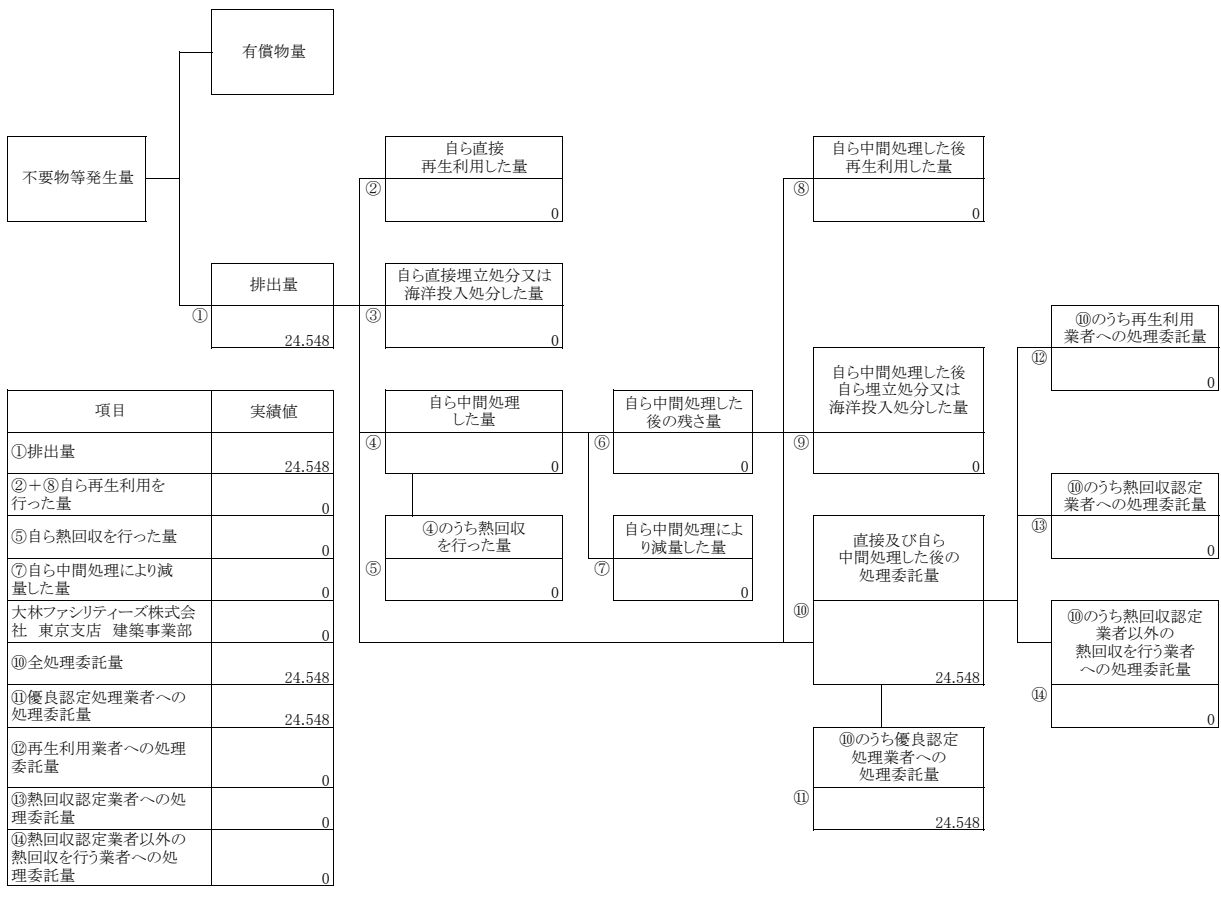 有償物量
不要物等発生量
自ら直接
再生利用した量
②
0
自ら中間処理した後
再生利用した量
⑧
0
排出量
①
24.548
自ら直接埋立処分又は
海洋投入処分した量
③
0
⑩のうち再生利用
業者への処理委託量
⑫
0
自ら中間処理
した量
④
0
自ら中間処理した
後の残さ量
⑥
0
自ら中間処理した後
自ら埋立処分又は
海洋投入処分した量
⑨
0
⑩のうち熱回収認定
業者への処理委託量
⑬
0
④のうち熱回収
を行った量
⑤
0
自ら中間処理によ
り減量した量
⑦
0
直接及び自ら
中間処理した後の
処理委託量
⑩
24.548
⑩のうち熱回収認定
業者以外の
熱回収を行う業者
への処理委託量
⑭
0
⑩のうち優良認定
処理業者への
処理委託量
⑪
24.548
項目 実績値
①排出量
24.548
②＋⑧自ら再生利用を
行った量
0
⑤自ら熱回収を行った量
0
⑦自ら中間処理により減
量した量
0
大林ファシリティーズ株式会
社 東京支店 建築事業部
0
⑩全処理委託量
24.548
⑪優良認定処理業者への
処理委託量
24.548
⑫再生利用業者への処理
委託量
0
⑬熱回収認定業者への処
理委託量
0
⑭熱回収認定業者以外の
熱回収を行う業者への処
理委託量
0